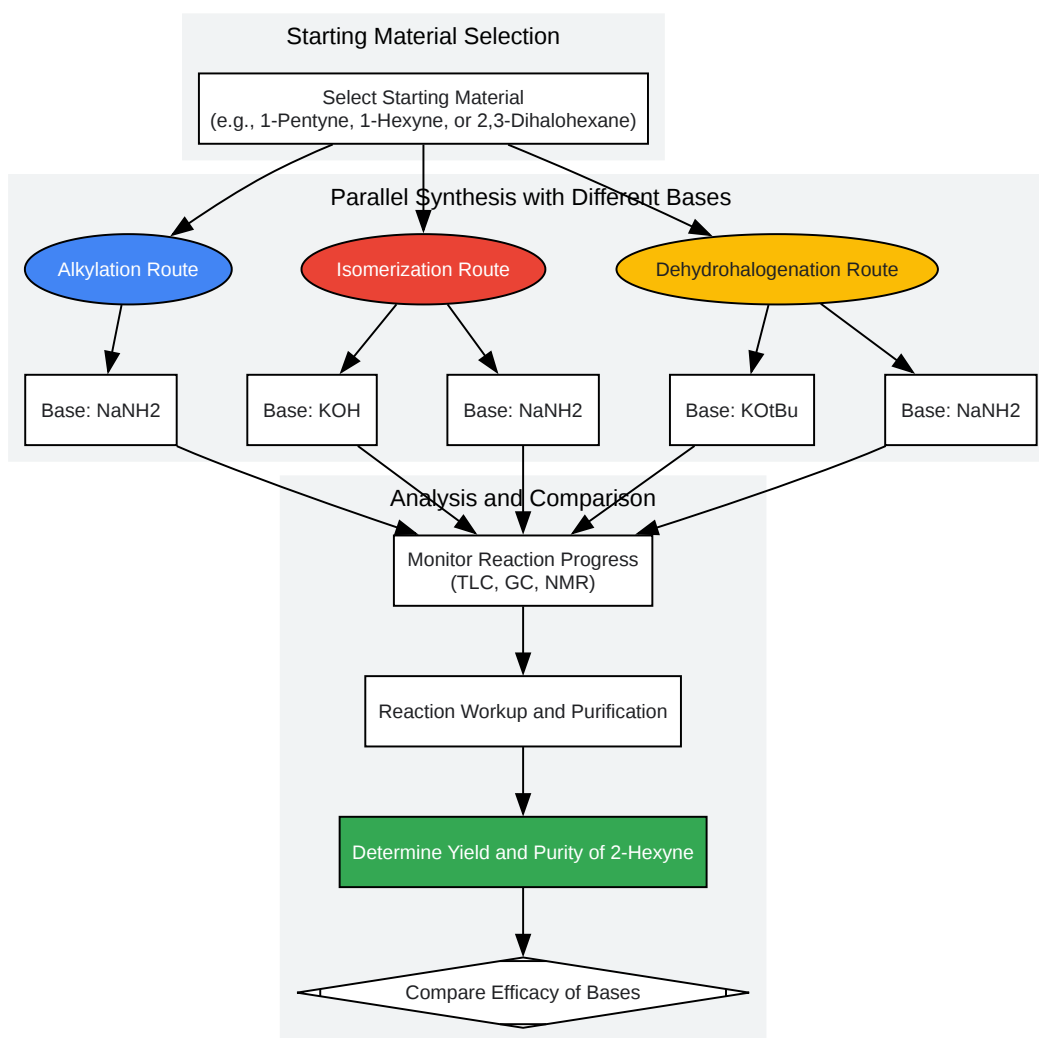 Starting Material Selection
Select Starting Material
(e.g., 1-Pentyne, 1-Hexyne, or 2,3-Dihalohexane)
Parallel Synthesis with Different Bases
Alkylation Route
Isomerization Route
Dehydrohalogenation Route
Base: NaNH2
Base: KOH
Base: NaNH2
Base: KOtBu
Base: NaNH2
Analysis and Comparison
Monitor Reaction Progress
(TLC, GC, NMR)
Reaction Workup and Purification
Determine Yield and Purity of 2-Hexyne
Compare Efficacy of Bases